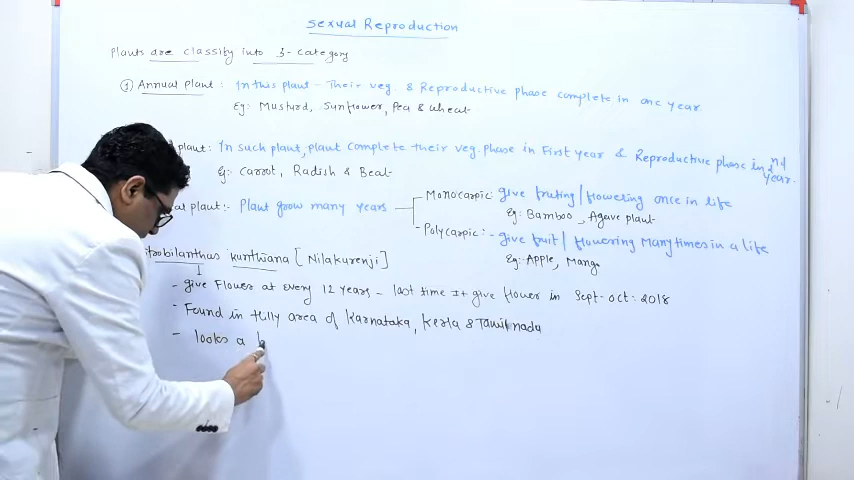 Sexual Reproduction
Plants are classify into 3-category
1) Annual Plant: In this plant - Their veg. & Reproductive phase complete in one year
Eg: Musturd, Sunflower, Pea & wheat
plant: In such plant, plant complete their veg. phase in First year & Reproductive phase in 2nd year.
Eg: Carrot, Radish & Beat
plant:- Plant grow many years
Monocarpic: give fruting/flowering once in life
Eg: Bamboo, Agave plant
Polycarpic:- give fruit/flowering Many times in a life
Eg:- Apple, Mango
trobilanthus kunthiana [Nilakurenji]
- give Flower at every 12 years - last time It give flower in Sept-oct-2018
- Found in Hilly area of Karnataka, Kerla & Tamilnadu
- looks a